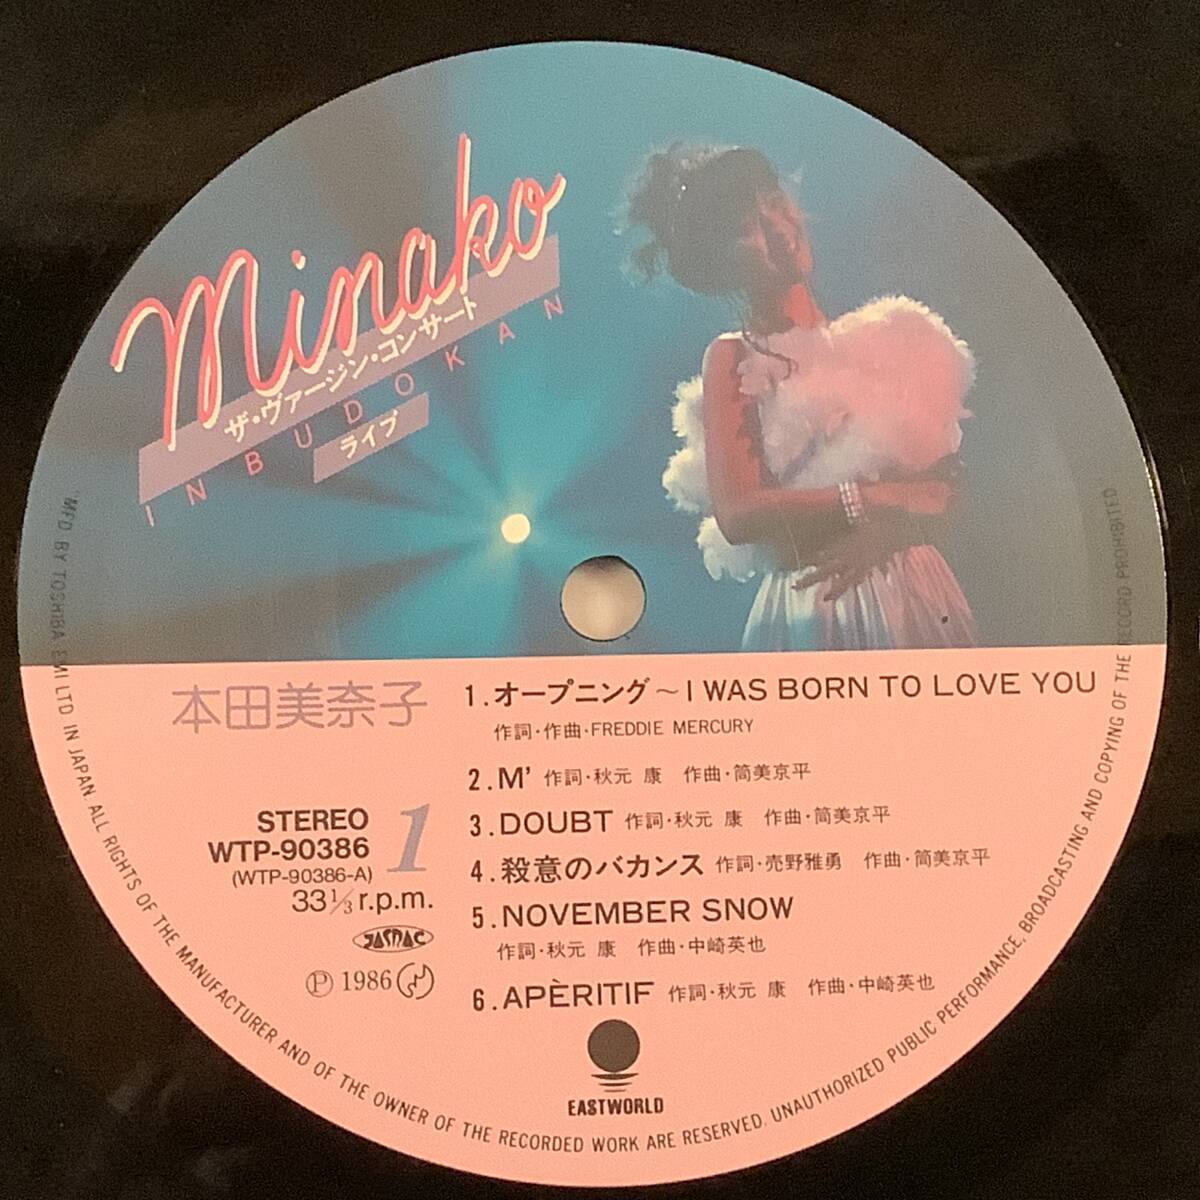 Minako
ザ・ヴァージン・コンサート
IN BUDOKAN
ライブ
本田美奈子
STEREO
WTP-90386
(WTP-90386-A)
33⅓ r.p.m.
1
JASRAC
Ⓟ 1986
1. オープニング～I WAS BORN TO LOVE YOU
作詞・作曲・FREDDIE MERCURY
2. M' 作詞・秋元 康 作曲・筒美京平
3. DOUBT 作詞・秋元 康 作曲・筒美京平
4. 殺意のバカンス 作詞・売野雅勇 作曲・筒美京平
5. NOVEMBER SNOW
作詞・秋元 康 作曲・中崎英也
6. APÈRITIF 作詞・秋元 康 作曲・中崎英也
EASTWORLD
MFD BY TOSHIBA EMI LTD IN JAPAN. ALL RIGHTS OF THE MANUFACTURER AND OF THE OWNER OF THE RECORDED WORK ARE RESERVED. UNAUTHORIZED PUBLIC PERFORMANCE, BROADCASTING AND COPYING OF THE RECORD PROHIBITED